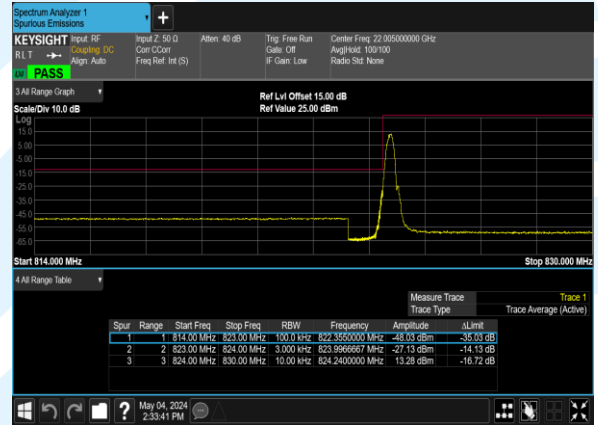 Spectrum Analyzer 1
Spurious Emissions
+
KEYSIGHT Input: RF Input Z: 50 Ω Atten: 40 dB Trig: Free Run Center Freq: 22.005000000 GHz
RLT Coupling: DC Corr CCorr Gate: Off Avg|Hold: 100/100
Align: Auto Freq Ref: Int (S) IF Gain: Low Radio Std: None
LV PASS
3 All Range Graph
Ref Lvl Offset 15.00 dB
Scale/Div 10.0 dB Ref Value 25.00 dBm
Log
15.0
5.00
-5.00
-15.0
-25.0
-35.0
-45.0
-55.0
-65.0
Start 814.000 MHz Stop 830.000 MHz
4 All Range Table
Measure Trace Trace 1
Trace Type Trace Average (Active)
Spur Range Start Freq Stop Freq RBW Frequency Amplitude ΔLimit
1 1 814.00 MHz 823.00 MHz 100.0 kHz 822.3550000 MHz -48.03 dBm -35.03 dB
2 2 823.00 MHz 824.00 MHz 3.000 kHz 823.9966667 MHz -27.13 dBm -14.13 dB
3 3 824.00 MHz 830.00 MHz 10.00 kHz 824.2400000 MHz 13.28 dBm -16.72 dB
? May 04, 2024
2:33:41 PM